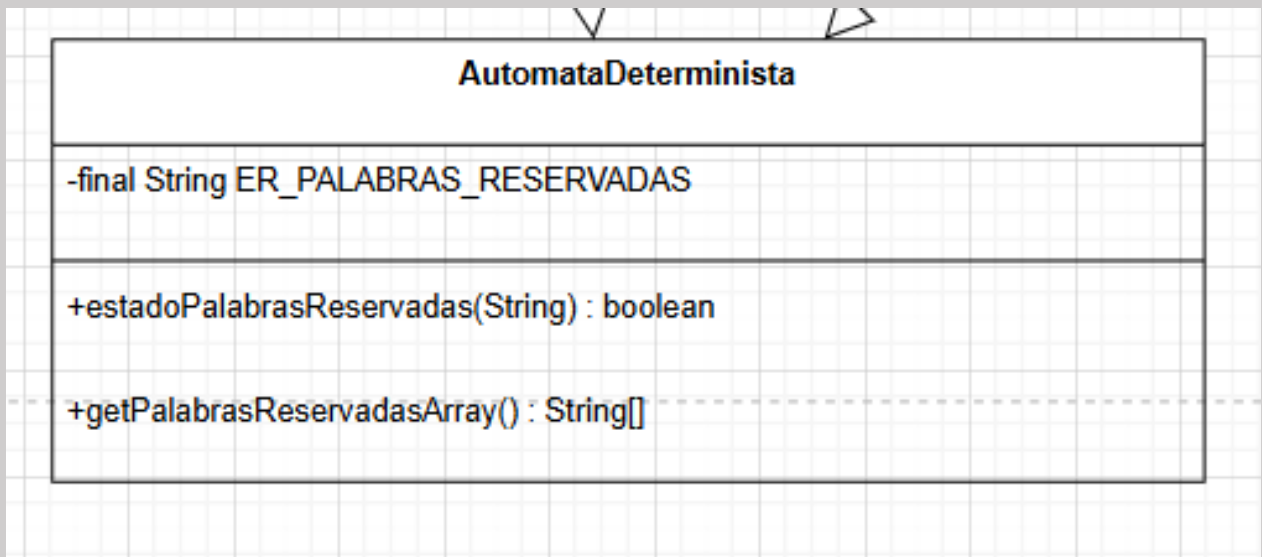 AutomataDeterminista
-final String ER_PALABRAS_RESERVADAS
+estadoPalabrasReservadas(String) : boolean
+getPalabrasReservadasArray() : String[]